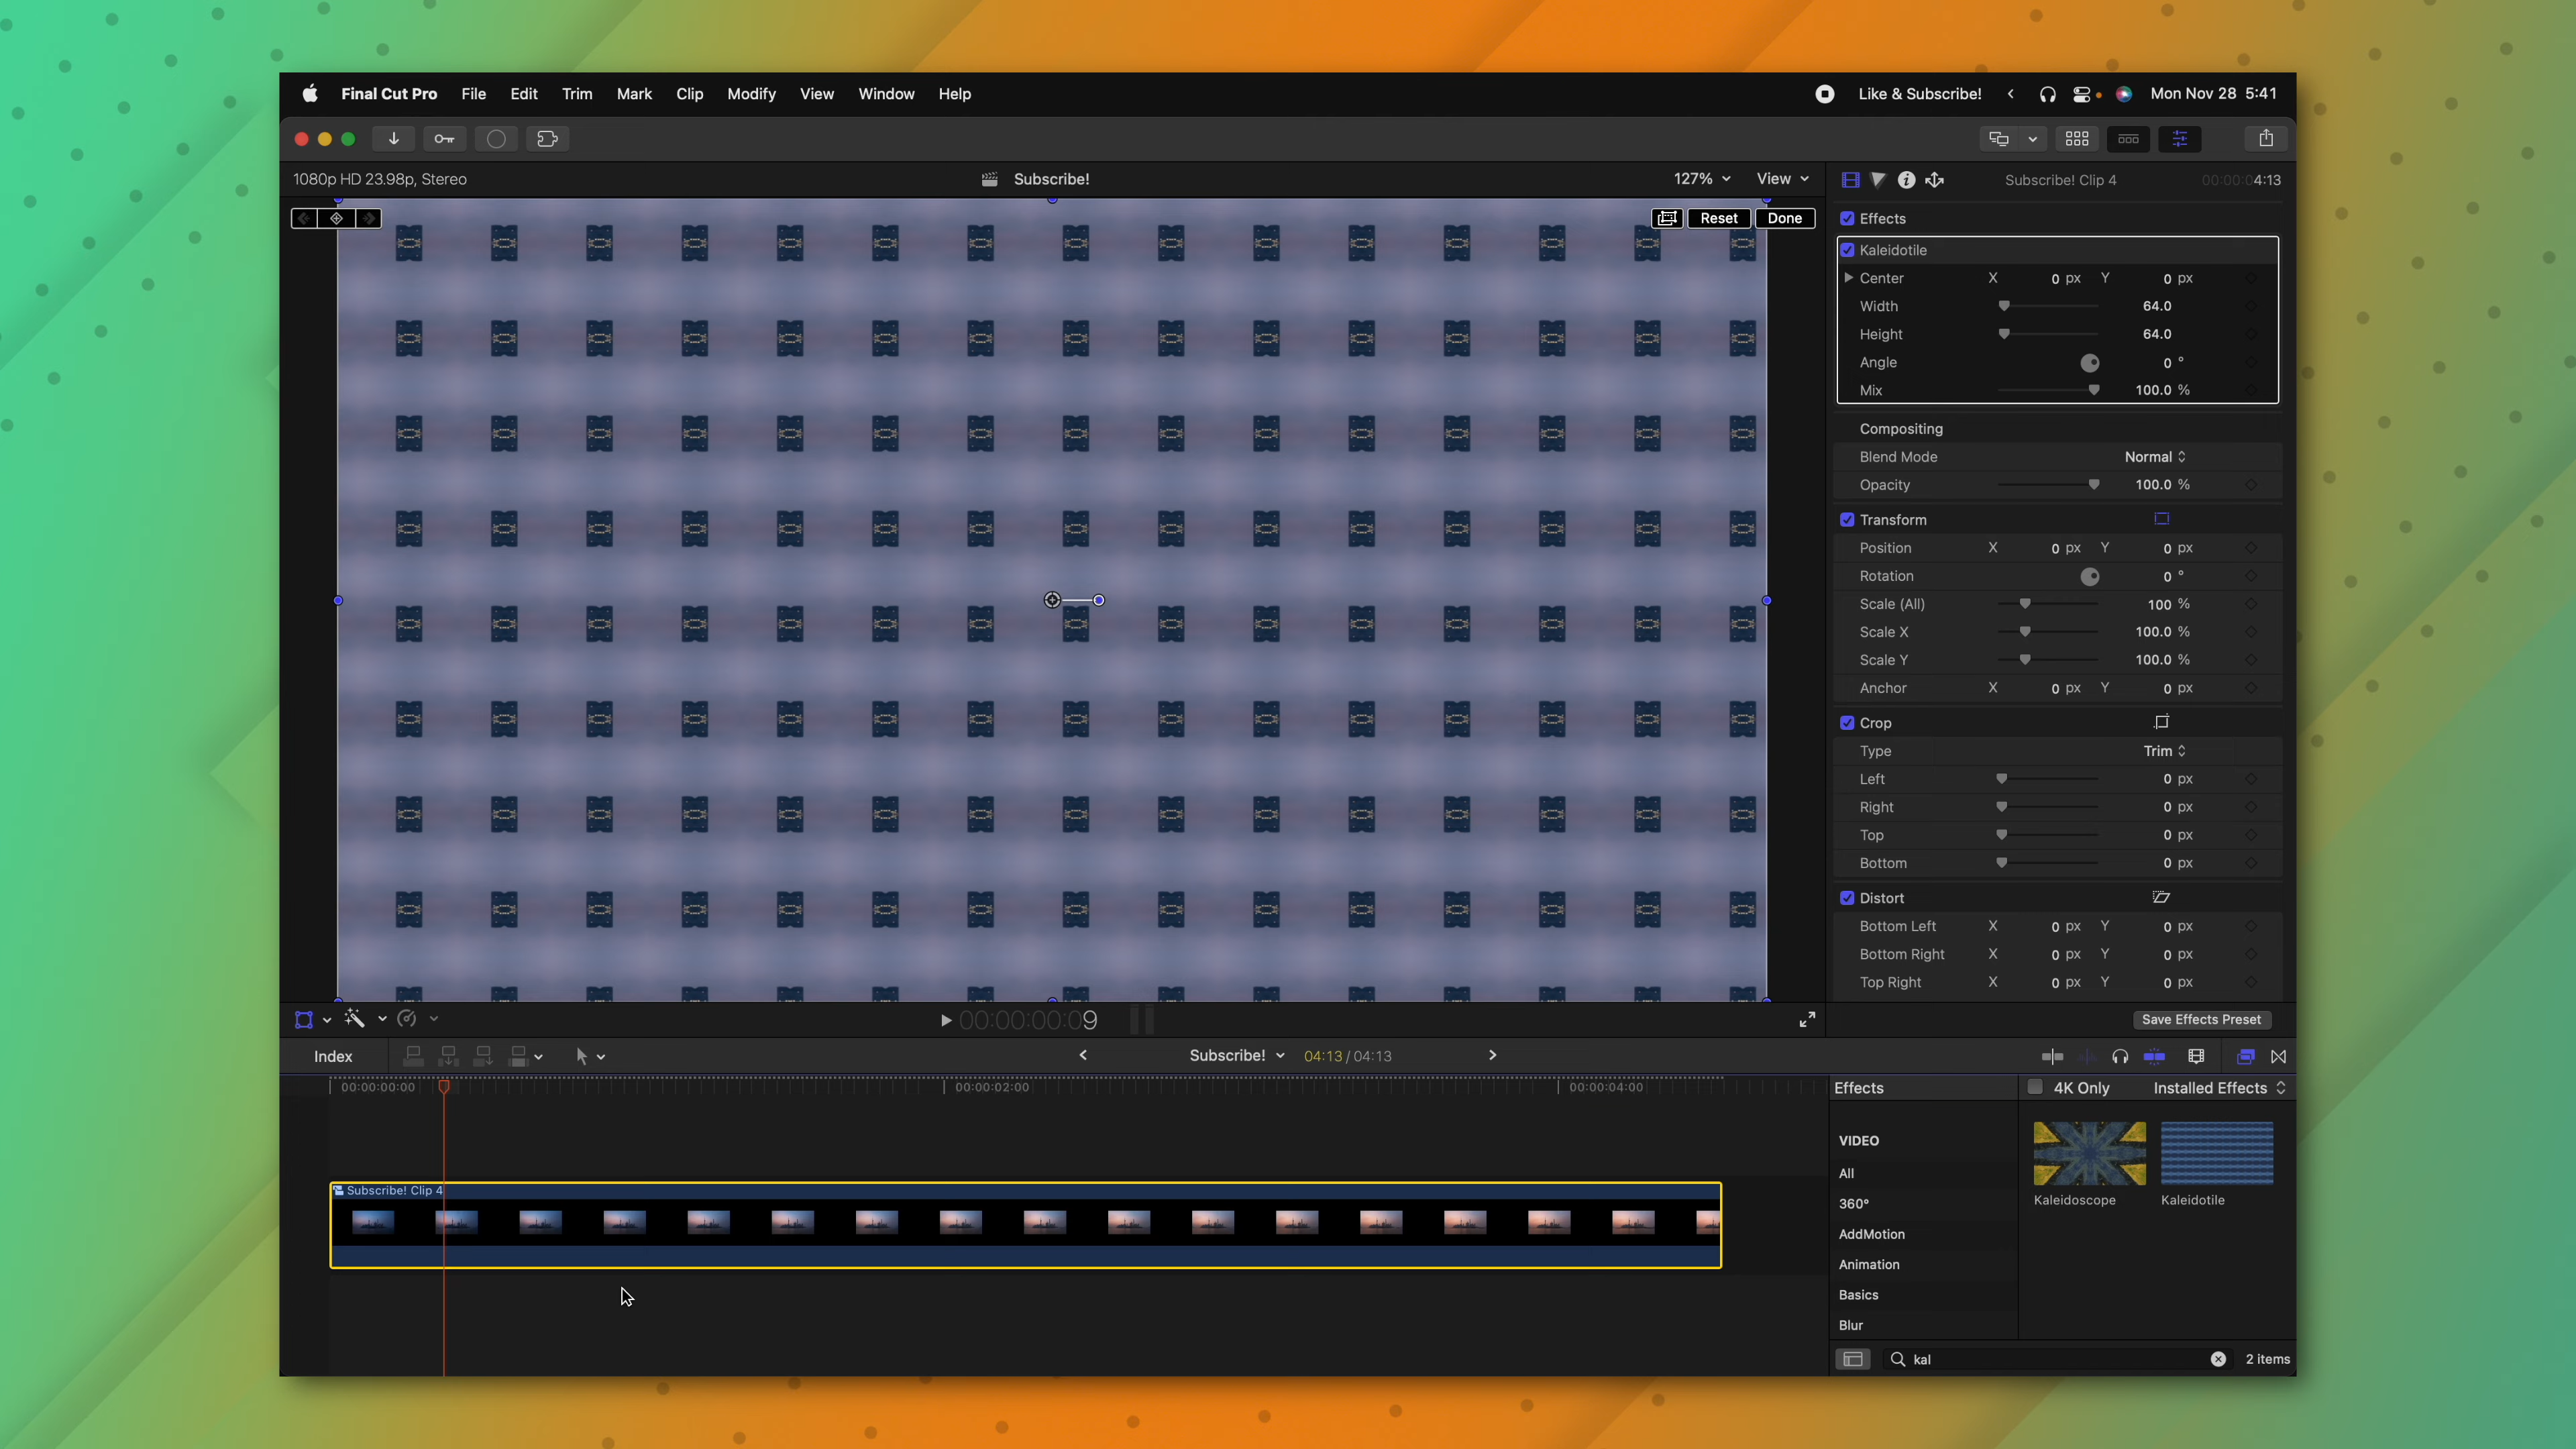 Final Cut Pro File Edit Trim Mark Clip Modify View Window Help Like & Subscribe! Mon Nov 28 5:41
1080p HD 23.98p, Stereo Subscribe! 127% View
Subscribe! Clip 4 00:00:04:13
Reset Done
Effects
Kaleidotile
Center X 0 px Y 0 px
Width 64.0
Height 64.0
Angle 0 °
Mix 100.0 %
Compositing
Blend Mode Normal
Opacity 100.0 %
Transform
Position X 0 px Y 0 px
Rotation 0 °
Scale (All) 100 %
Scale X 100.0 %
Scale Y 100.0 %
Anchor X 0 px Y 0 px
Crop
Type Trim
Left 0 px
Right 0 px
Top 0 px
Bottom 0 px
Distort
Bottom Left X 0 px Y 0 px
Bottom Right X 0 px Y 0 px
Top Right X 0 px Y 0 px
00:00:00:09
Save Effects Preset
Index Subscribe! 04:13 / 04:13
00:00:00:00 00:00:02:00 00:00:04:00
Subscribe! Clip 4
Effects 4K Only Installed Effects
VIDEO
All
360°
AddMotion
Animation
Basics
Blur
Kaleidoscope Kaleidotile
kal 2 items